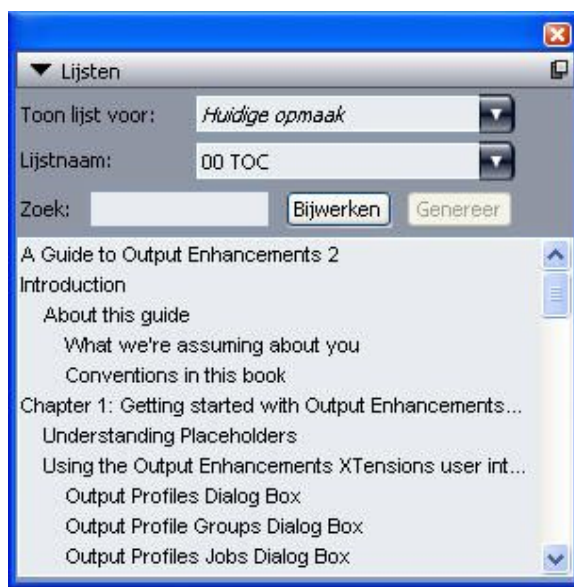 Lijsten
Toon lijst voor: Huidige opmaak
Lijstnaam: 00 TOC
Zoek: Bijwerken Genereer
A Guide to Output Enhancements 2
Introduction
About this guide
What we're assuming about you
Conventions in this book
Chapter 1: Getting started with Output Enhancements...
Understanding Placeholders
Using the Output Enhancements XTensions user int...
Output Profiles Dialog Box
Output Profile Groups Dialog Box
Output Profiles Jobs Dialog Box